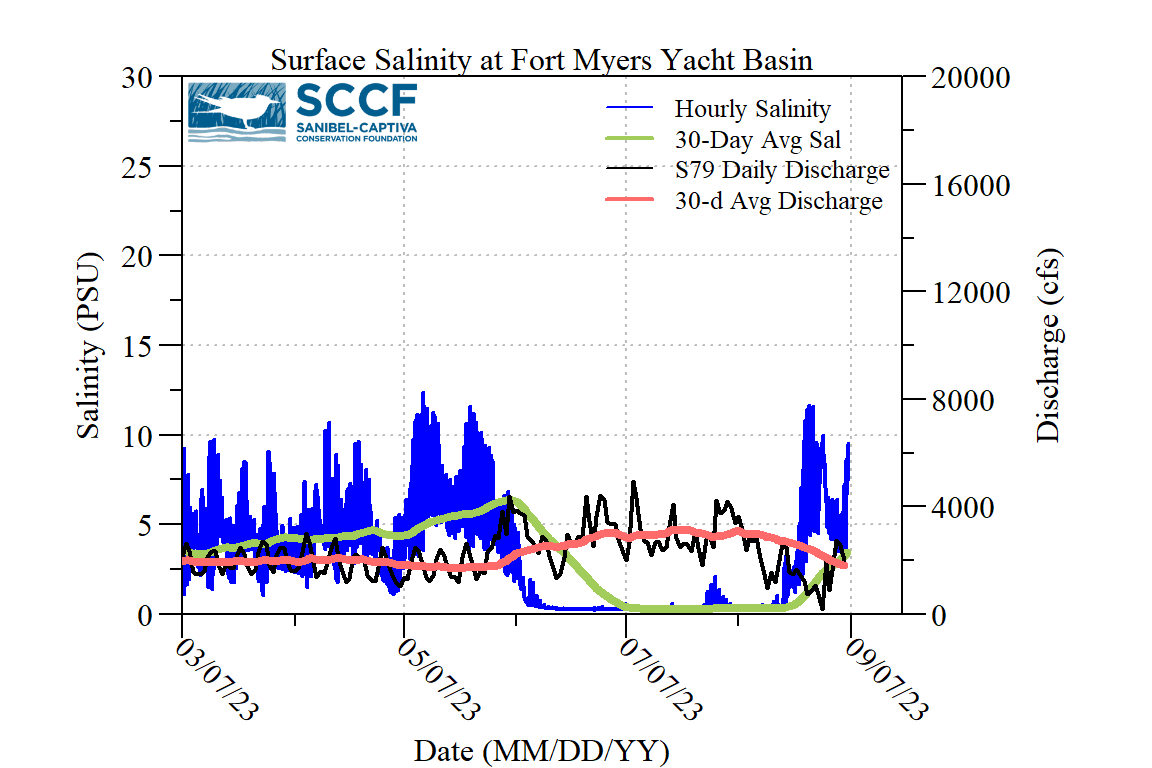 Surface Salinity at Fort Myers Yacht Basin
SCCF
SANIBEL-CAPTIVA
CONSERVATION FOUNDATION
Hourly Salinity
30-Day Avg Sal
S79 Daily Discharge
30-d Avg Discharge
30
25
20
15
10
5
0
Salinity (PSU)
20000
16000
12000
8000
4000
0
Discharge (cfs)
03/07/23
05/07/23
07/07/23
09/07/23
Date (MM/DD/YY)